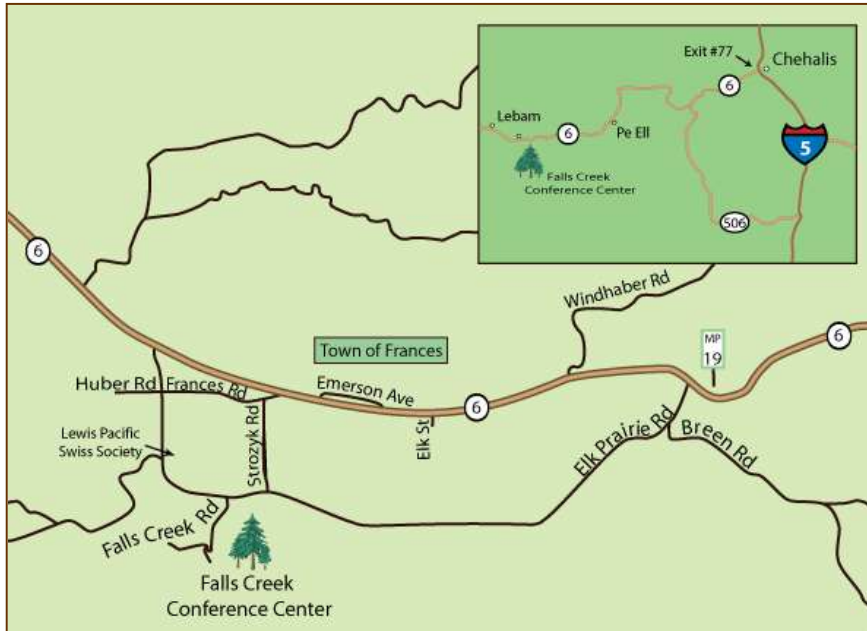 Exit #77
Chehalis
6
Lebam
6
Pe Ell
5
Falls Creek
Conference Center
506
6
Windhaber Rd
MP
19
6
Town of Frances
Huber Rd
Frances Rd
Emerson Ave
6
Elk St
Strozyk Rd
Elk Prairie Rd
Breen Rd
Lewis Pacific
Swiss Society
Falls Creek Rd
Falls Creek
Conference Center